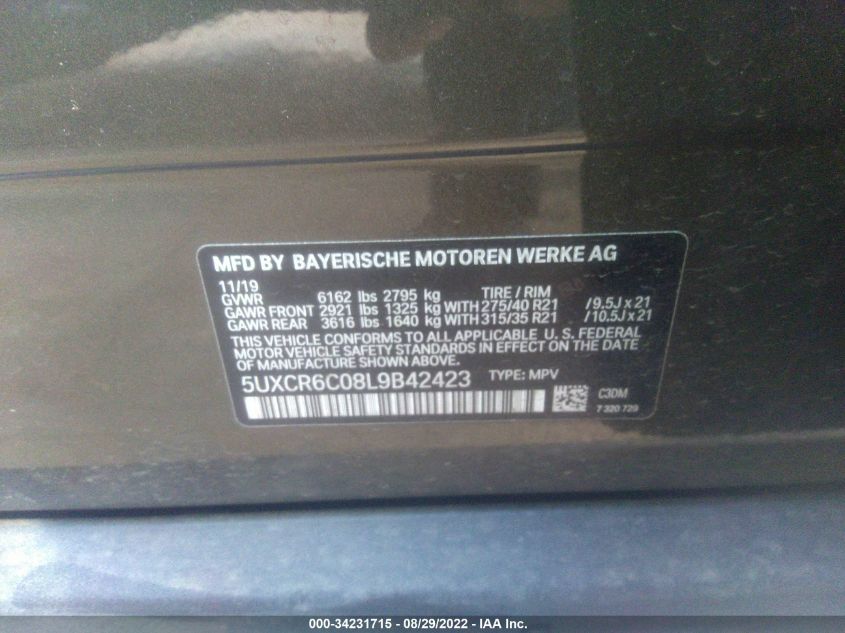 MFD BY BAYERISCHE MOTOREN WERKE AG
11/19
GVWR 6162 lbs 2795 kg TIRE / RIM
GAWR FRONT 2921 lbs 1325 kg WITH 275/40 R21 /9.5J x 21
GAWR REAR 3616 lbs 1640 kg WITH 315/35 R21 /10.5J x 21
THIS VEHICLE CONFORMS TO ALL APPLICABLE U. S. FEDERAL
MOTOR VEHICLE SAFETY STANDARDS IN EFFECT ON THE DATE
OF MANUFACTURE SHOWN ABOVE.
5UXCR6C08L9B42423 TYPE: MPV
C3DM
7 320 729
000-34231715 - 08/29/2022 - IAA Inc.